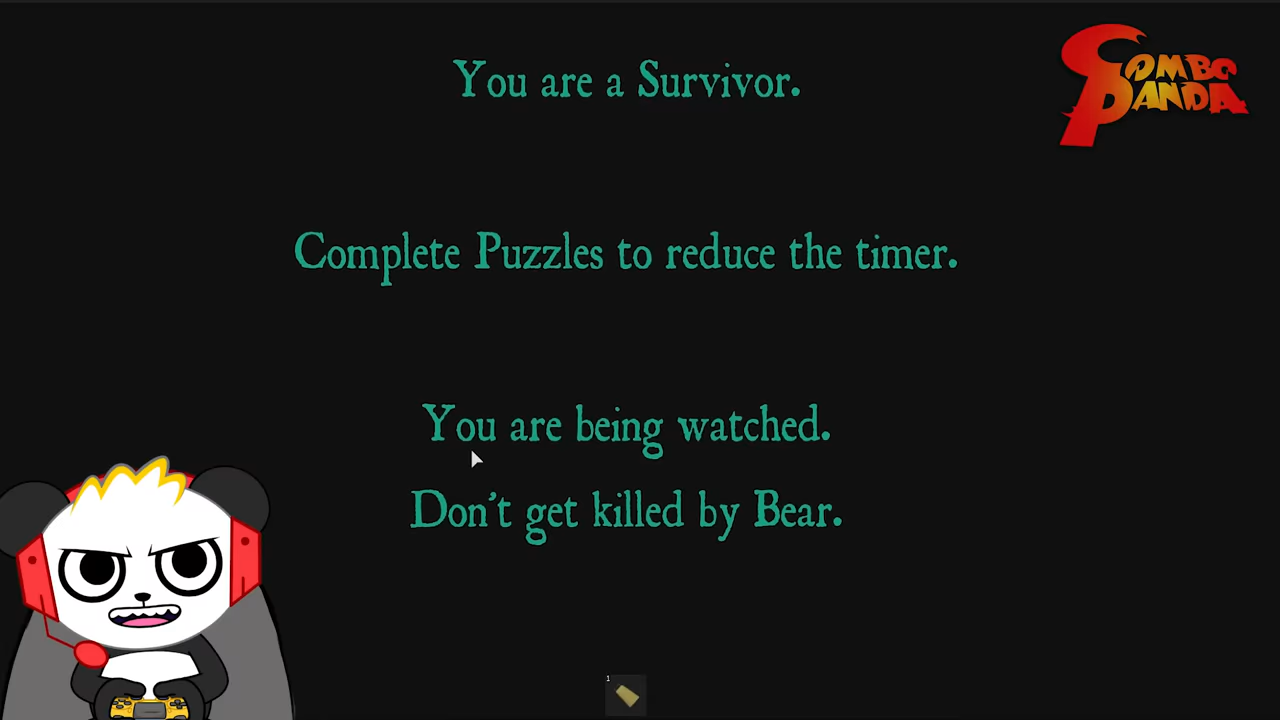 You are a Survivor.
COMBO
PANDA
Complete Puzzles to reduce the timer.
You are being watched.
Don't get killed by Bear.
1